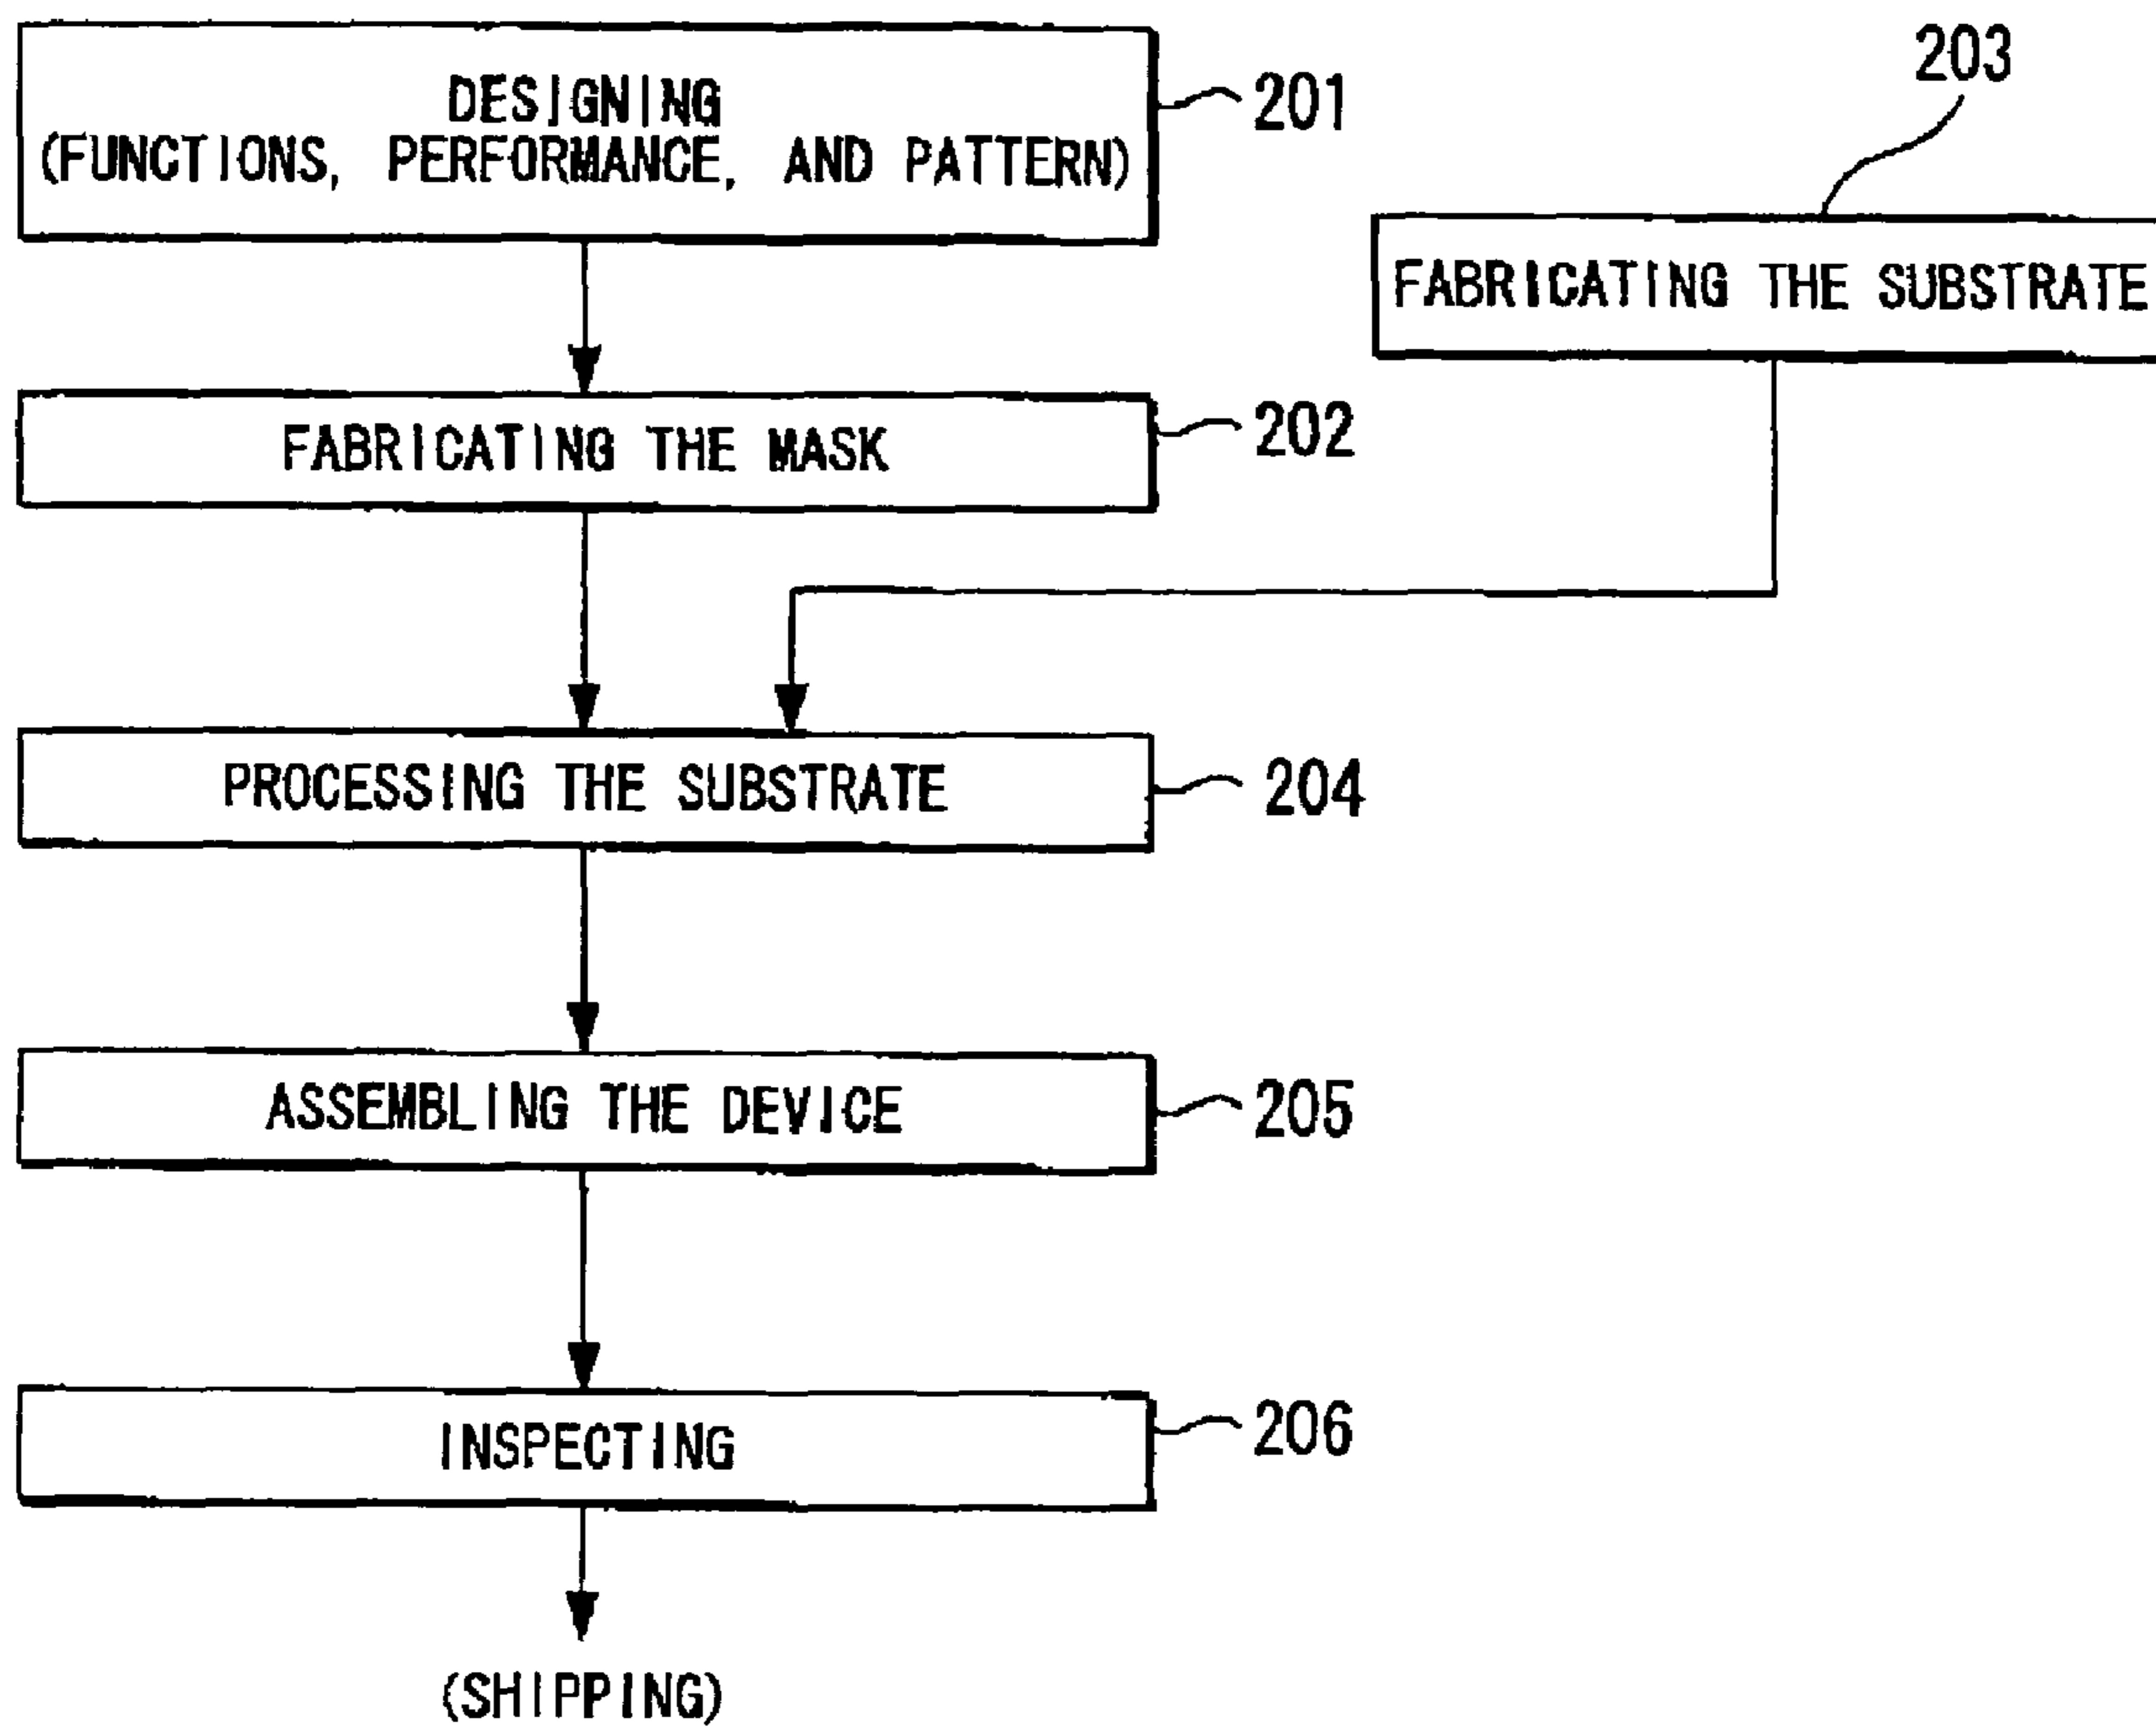 DESIGNING
(FUNCTIONS, PERFORMANCE, AND PATTERN)
201
203
FABRICATING THE SUBSTRATE
FABRICATING THE MASK
202
PROCESSING THE SUBSTRATE
204
ASSEMBLING THE DEVICE
205
INSPECTING
206
(SHIPPING)